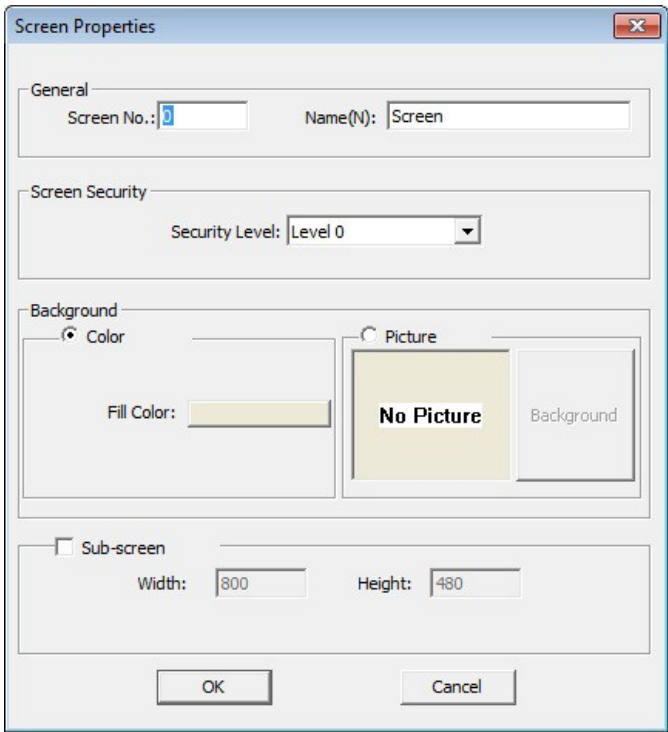 Screen Properties
General
Screen No.: 0 Name(N): Screen
Screen Security
Security Level: Level 0
Background
Color
Picture
Fill Color:
No Picture
Background
Sub-screen
Width: 800 Height: 480
OK Cancel